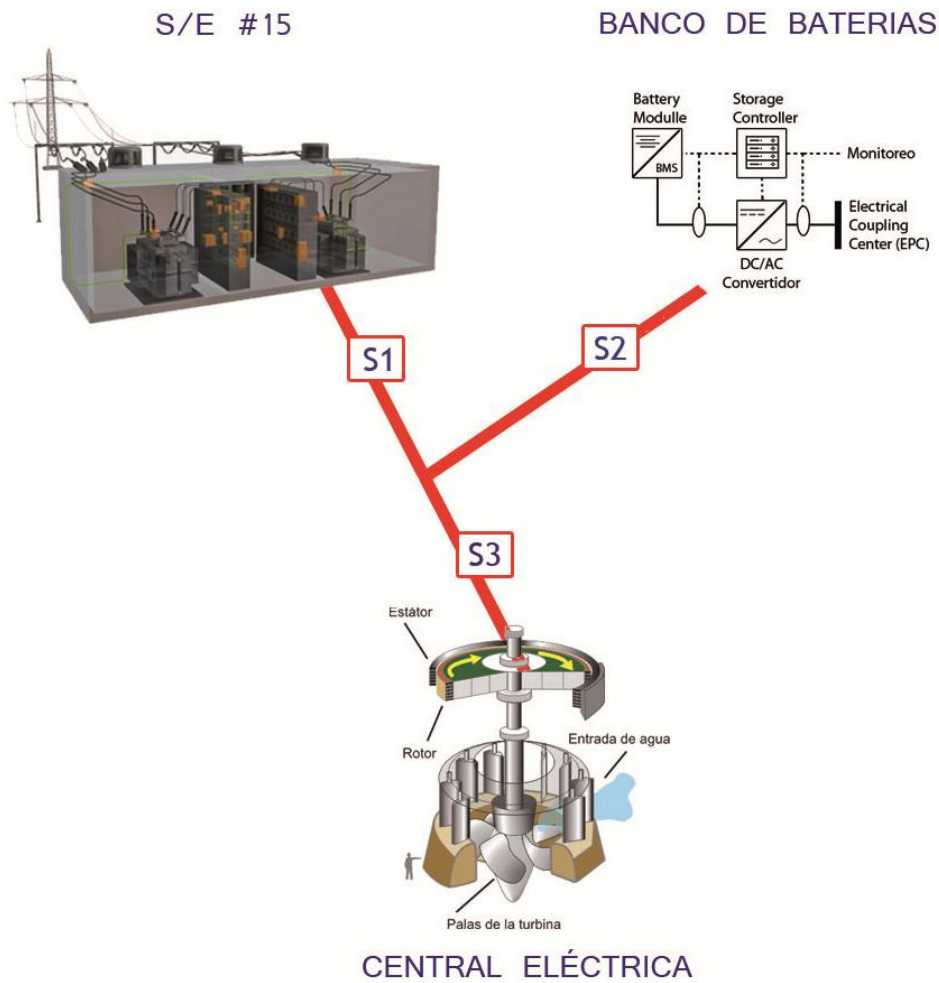 S/E #15
BANCO DE BATERIAS
Battery
Modulle
BMS
Storage
Controller
Monitoreo
Electrical
Coupling
Center (EPC)
DC/AC
Convertidor
S1
S2
S3
Estátor
Rotor
Entrada de agua
Palas de la turbina
CENTRAL ELÉCTRICA